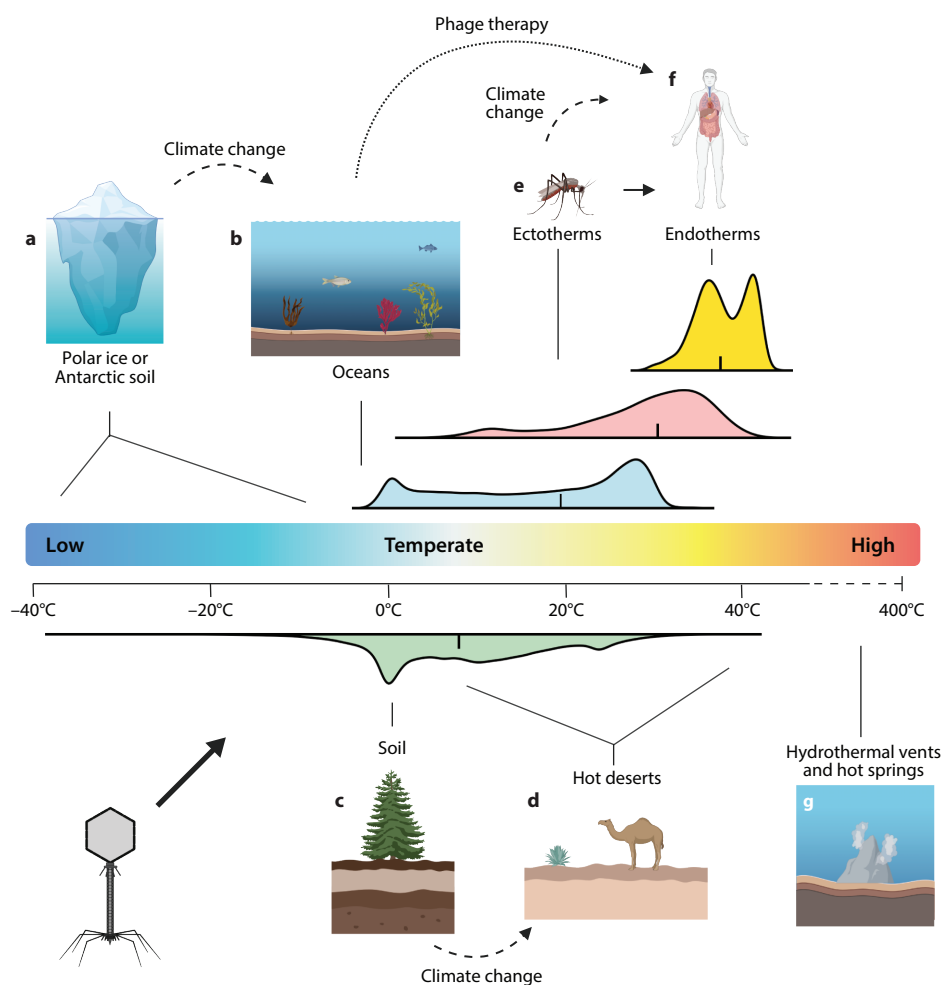 Phage therapy
f
Climate
change
Climate change
e
a
b
Ectotherms
Endotherms
Polar ice or
Antarctic soil
Oceans
Low
Temperate
High
–40°C
–20°C
0°C
20°C
40°C
400°C
Soil
Hot deserts
Hydrothermal vents
and hot springs
c
d
g
Climate change